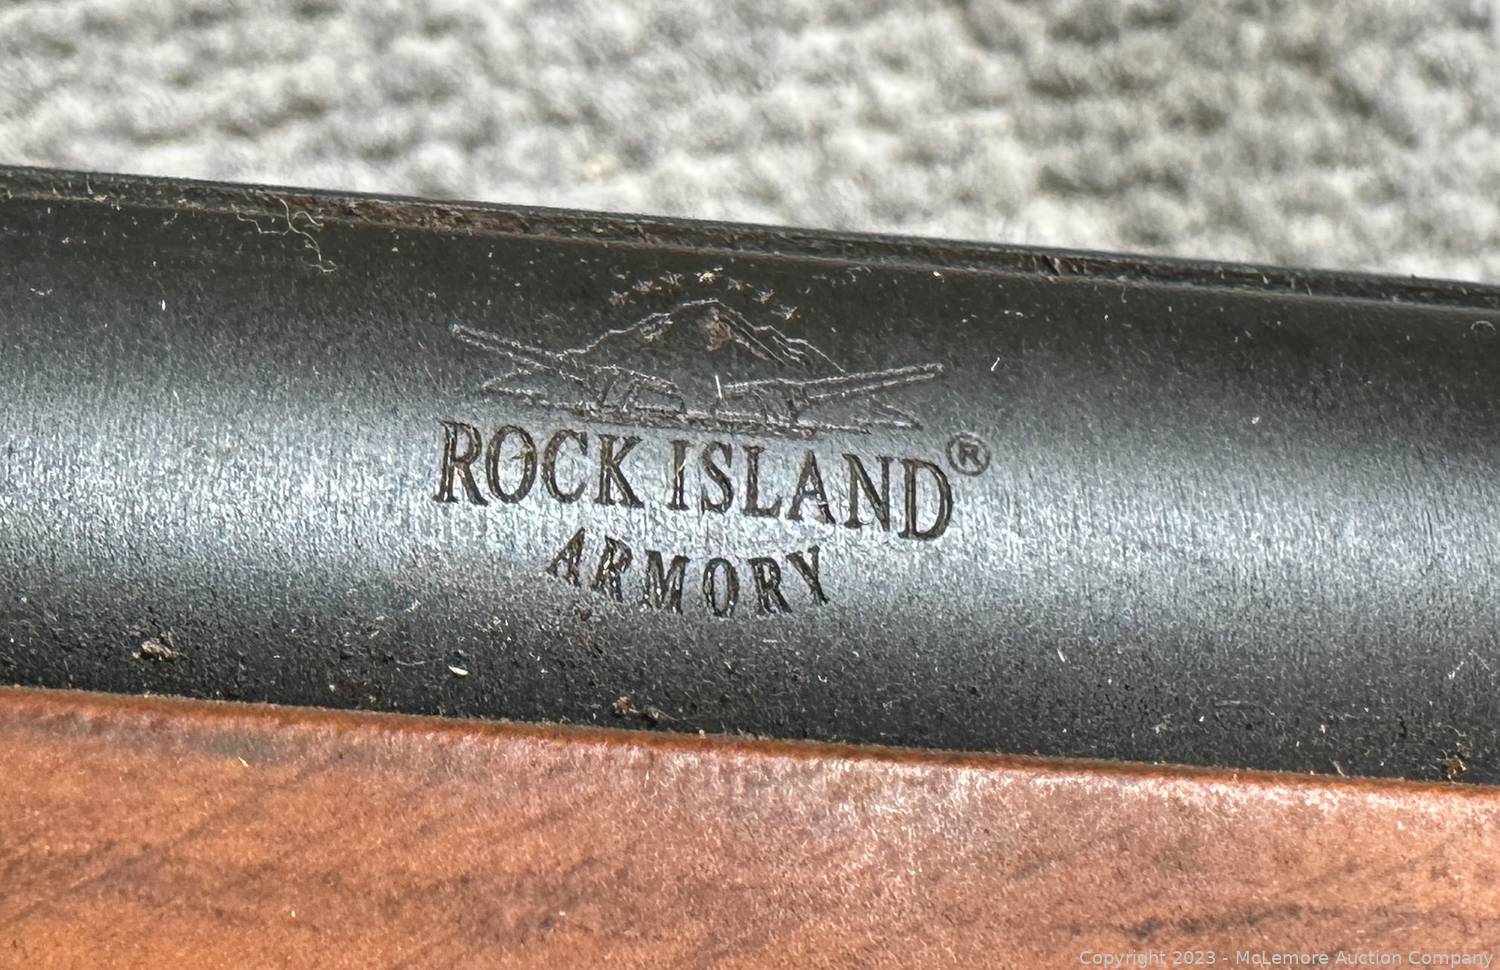 ROCK ISLAND®
ARMORY
Copyright 2023 - McLemore Auction Company